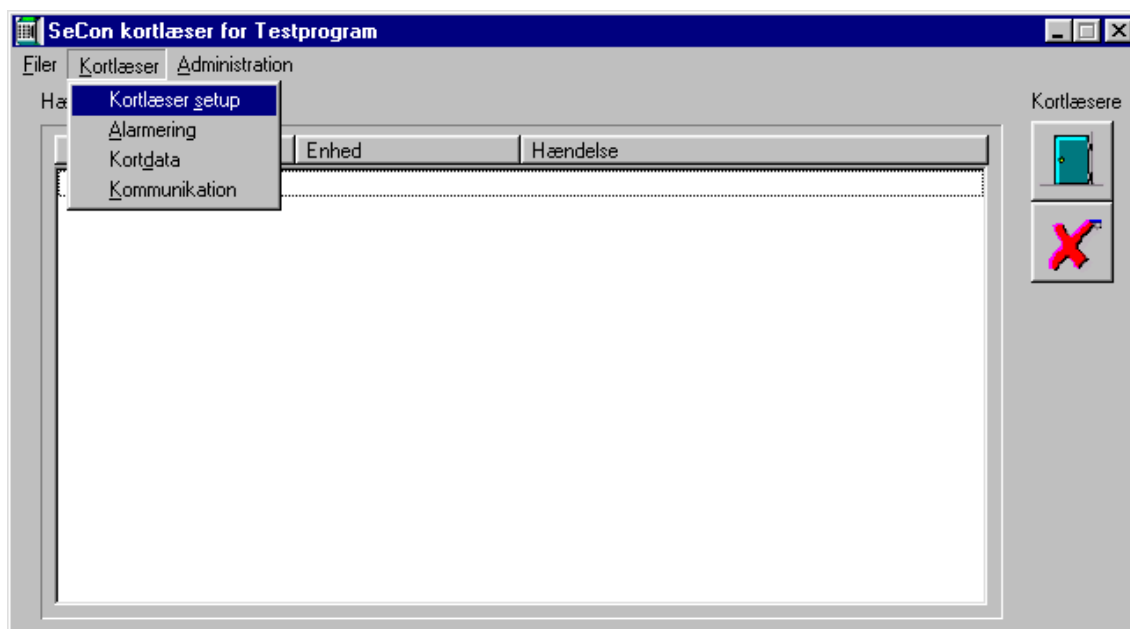 SeCon kortlæser for Testprogram
Filer Kortlæser Administration
Kortlæser setup
Kortlæsere
Alarmering
Enhed Hændelse
Kortdata
Kommunikation